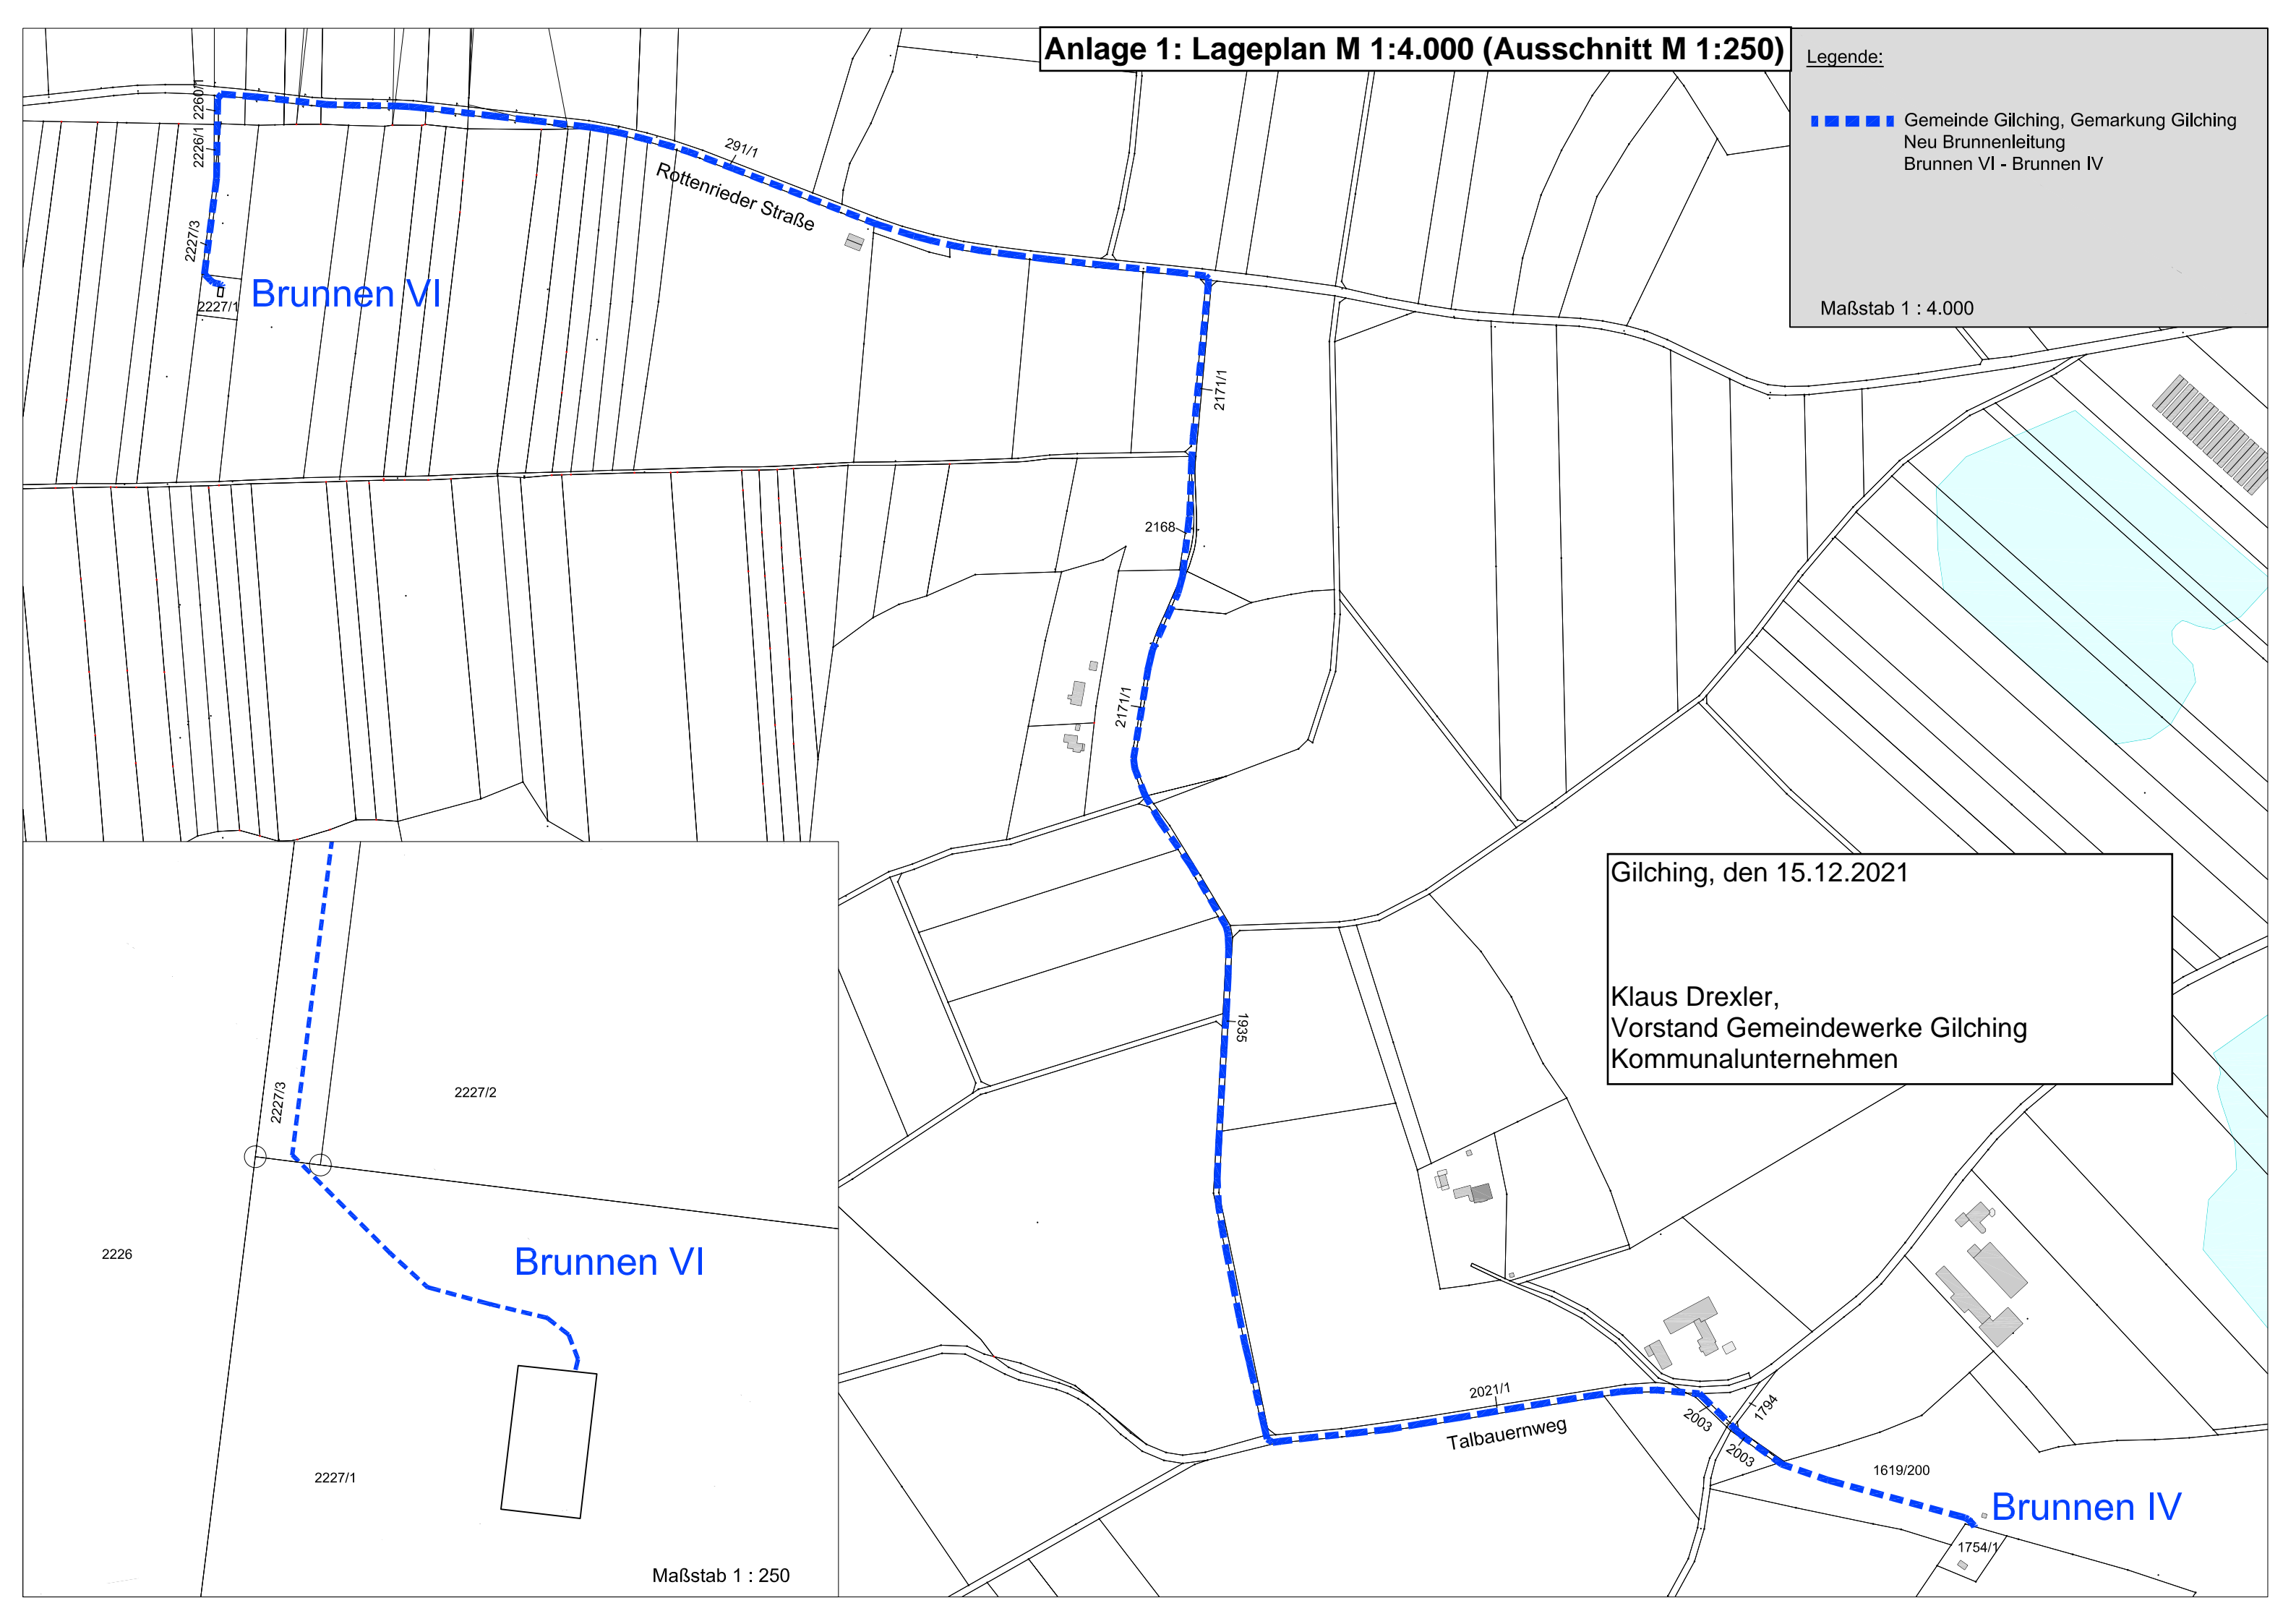 Anlage 1: Lageplan M 1:4.000 (Ausschnitt M 1:250)
Legende:
Gemeinde Gilching, Gemarkung Gilching
Neu Brunnenleitung
Brunnen VI - Brunnen IV
Maßstab 1 : 4.000
2260/1
2226/1
2227/3
2227/1
Brunnen VI
291/1
Rottenrieder Straße
2171/1
2168
2171/1
1935
Gilching, den 15.12.2021
Klaus Drexler,
Vorstand Gemeindewerke Gilching
Kommunalunternehmen
2227/3
2227/2
2226
Brunnen VI
2227/1
Maßstab 1 : 250
2021/1
Talbauernweg
2003
1794
2003
1619/200
Brunnen IV
1754/1